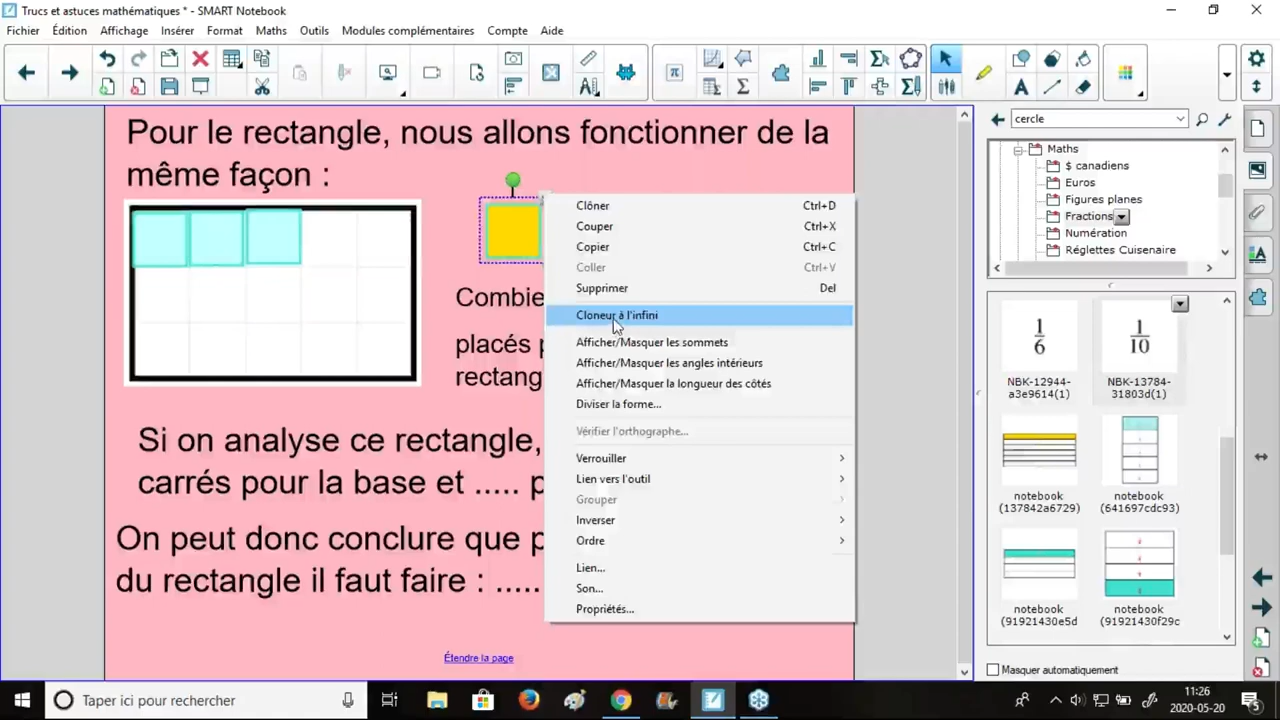 Trucs et astuces mathématiques * - SMART Notebook
Fichier Édition Affichage Insérer Format Maths Outils Modules complémentaires Compte Aide
Pour le rectangle, nous allons fonctionner de la
même façon :
Combie
placés p
rectang
Si on analyse ce rectangle,
carrés pour la base et ..... p
On peut donc conclure que p
du rectangle il faut faire : .....
Étendre la page
Clôner Ctrl+D
Couper Ctrl+X
Copier Ctrl+C
Coller Ctrl+V
Supprimer Del
Cloneur à l'infini
Afficher/Masquer les sommets
Afficher/Masquer les angles intérieurs
Afficher/Masquer la longueur des côtés
Diviser la forme...
Vérifier l'orthographe...
Verrouiller
Lien vers l'outil
Grouper
Inverser
Ordre
Lien...
Son...
Propriétés...
cercle
Maths
$ canadiens
Euros
Figures planes
Fractions
Numération
Réglettes Cuisenaire
1
6
1
10
NBK-12944-
a3e9614(1)
NBK-13784-
31803d(1)
notebook
(137842a6729)
notebook
(641697cdc93)
notebook
(91921430e5d
notebook
(91921430f29c
Masquer automatiquement
Taper ici pour rechercher
11:26
2020-05-20
5